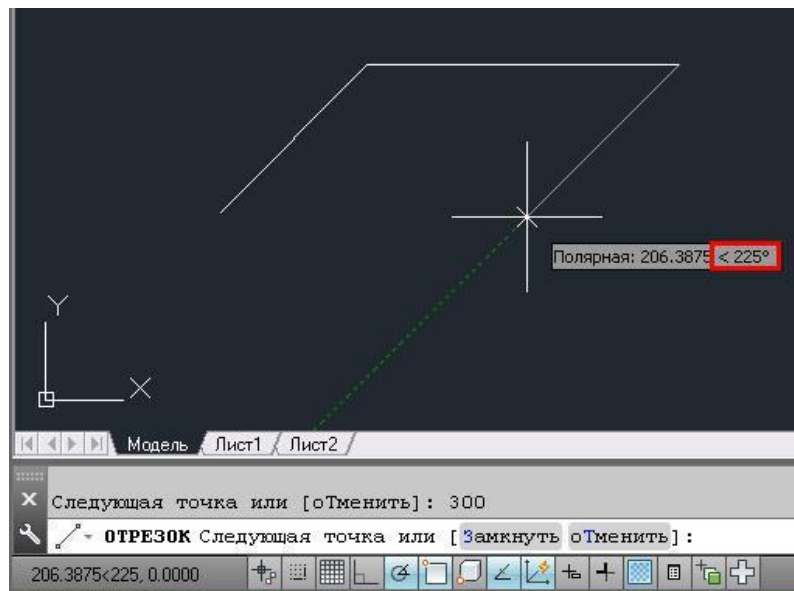 Полярная: 206.3875 < 225°
Y
X
Модель Лист1 Лист2
Следующая точка или [оТменить]: 300
ОТРЕЗОК Следующая точка или [Замкнуть оТменить]:
206.3875<225, 0.0000